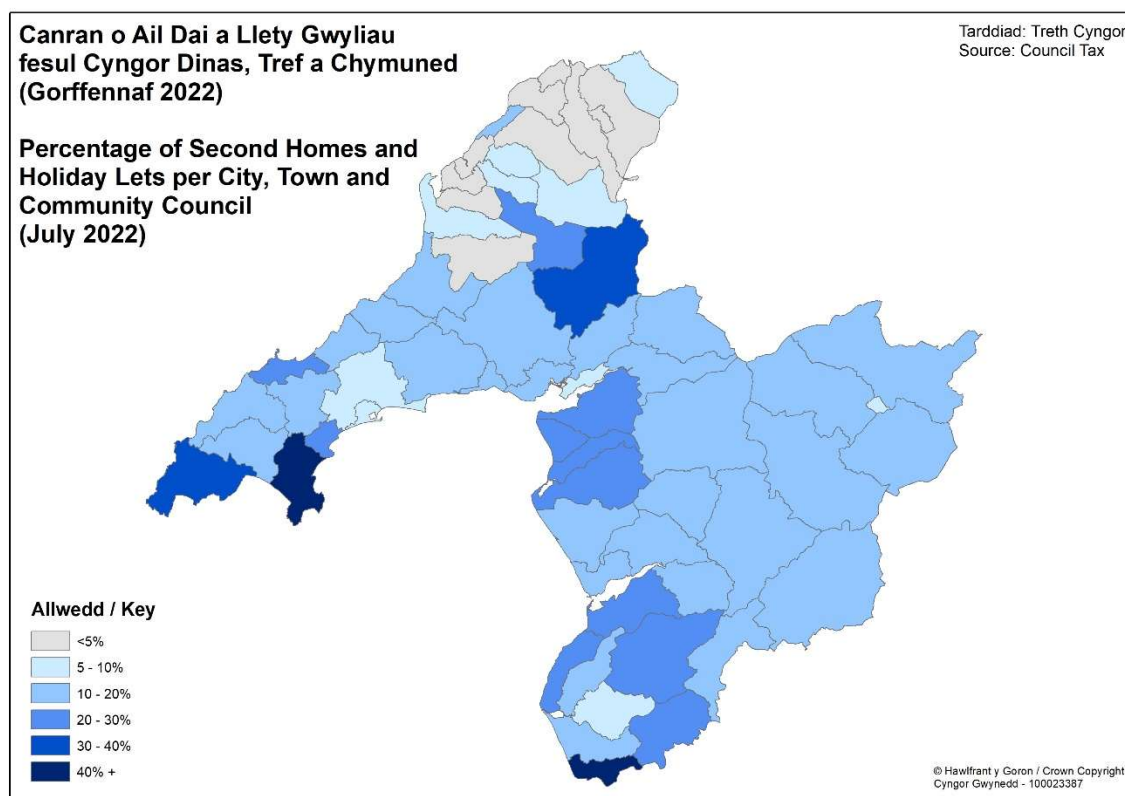 Canran o Ail Dai a Llety Gwyliau
fesul Cyngor Dinas, Tref a Chymuned
(Gorffennaf 2022)
Percentage of Second Homes and
Holiday Lets per City, Town and
Community Council
(July 2022)
Tarddiad: Treth Cyngor
Source: Council Tax
Allwedd / Key
<5%
5 - 10%
10 - 20%
20 - 30%
30 - 40%
40% +
© Hawlfraint y Goron / Crown Copyright
Cyngor Gwynedd - 100023387